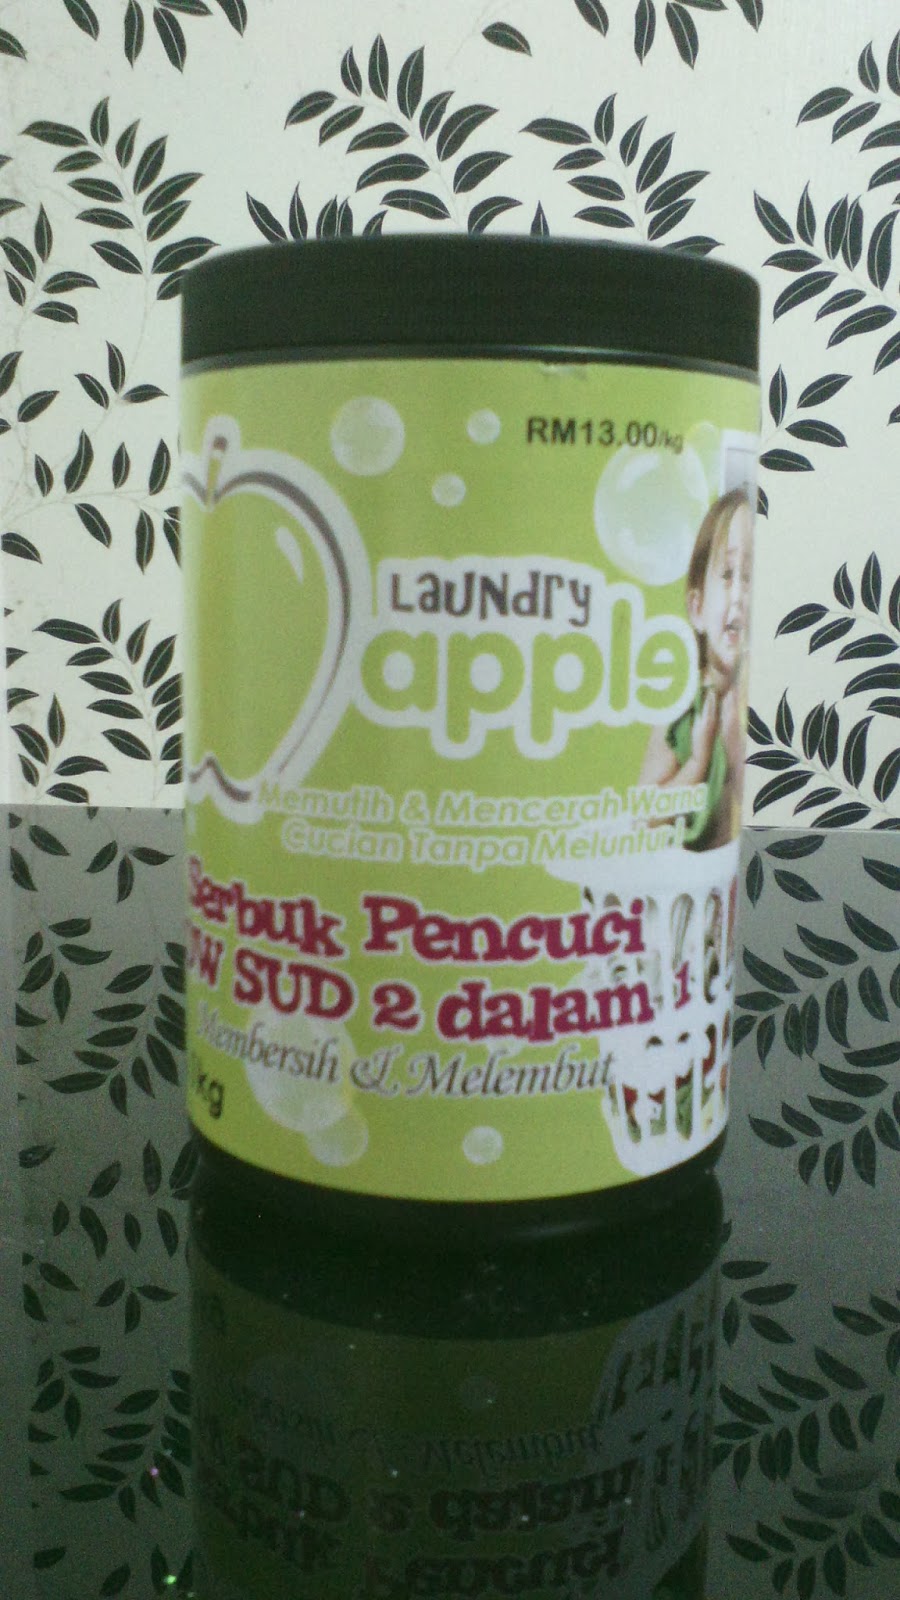 RM13.00/kg
Laundry
apple
Memutih & Mencerah Warna
Cucian Tanpa Meluntur
Serbuk Pencuci
SUD 2 dalam 1
Membersih & Melembut
kg